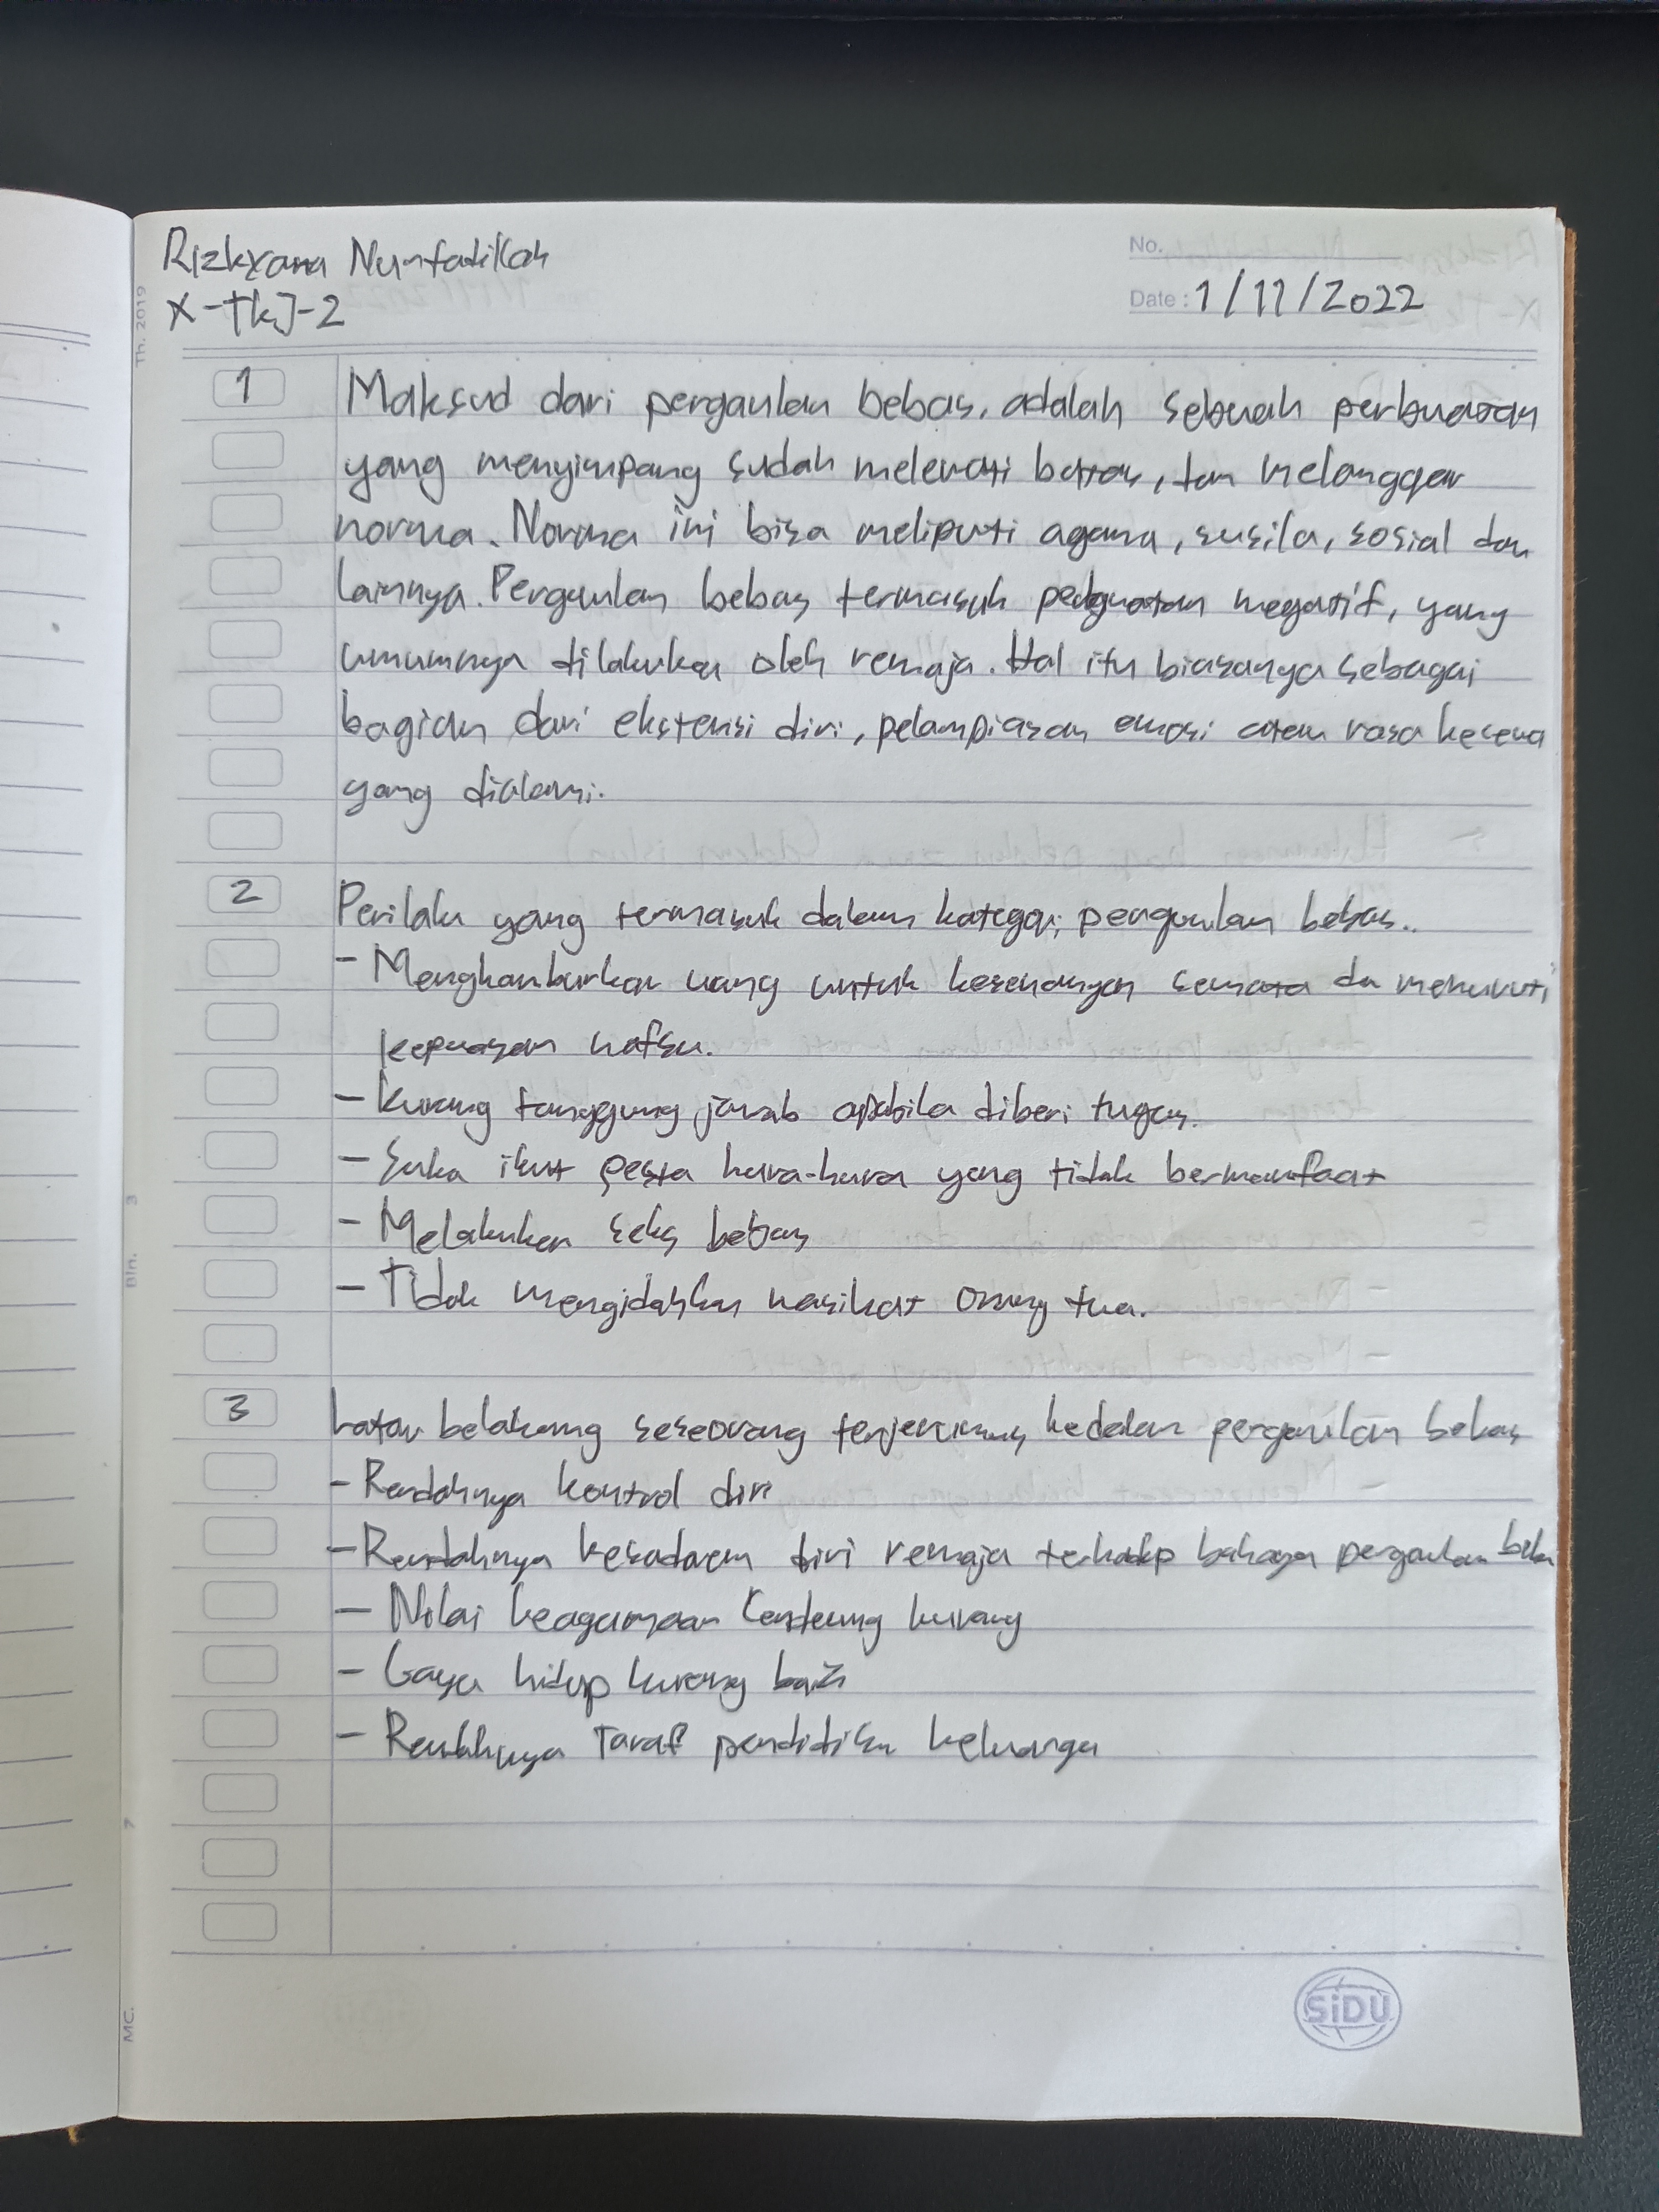 No.
Rizkyana Nurfadillah
Date : 1/11/2022
X-TKJ-2
1 Maksud dari pergaulan bebas, adalah sebuah perbuatan
yang menyimpang sudah melewati batas, dan melanggar
norma. Norma ini bisa meliputi agama, susila, sosial dan
lainnya. Pergaulan bebas termasuk negatif, yang
umumnya dilakukan oleh remaja. Hal itu biasanya sebagai
bagian dari ekstensi diri, pelampiasan emosi atau rasa kecewa
yang dialami.
2 Perilaku yang termasuk dalam kategori pergaulan bebas..
- Menghamburkan uang untuk kesenangan semata dan menuruti
kepuasan nafsu.
- Kurang tanggung jawab apabila diberi tugas.
- Suka ikut pesta hura-hura yang tidak bermanfaat
- Melakukan seks bebas
- Tidak mengidahkan nasihat orang tua.
3 Latar belakang seseorang terjerumus kedalam pergaulan bebas
- Rendahnya kontrol diri
- Rendahnya kesadaran diri remaja terhadap bahaya pergaulan bebas
- Nilai keagamaan cenderung kurang
- Gaya hidup kurang baik
- Rendahnya Taraf pendidikan keluarga
SiDU
Th. 2019
Bln. 3
7
MC.